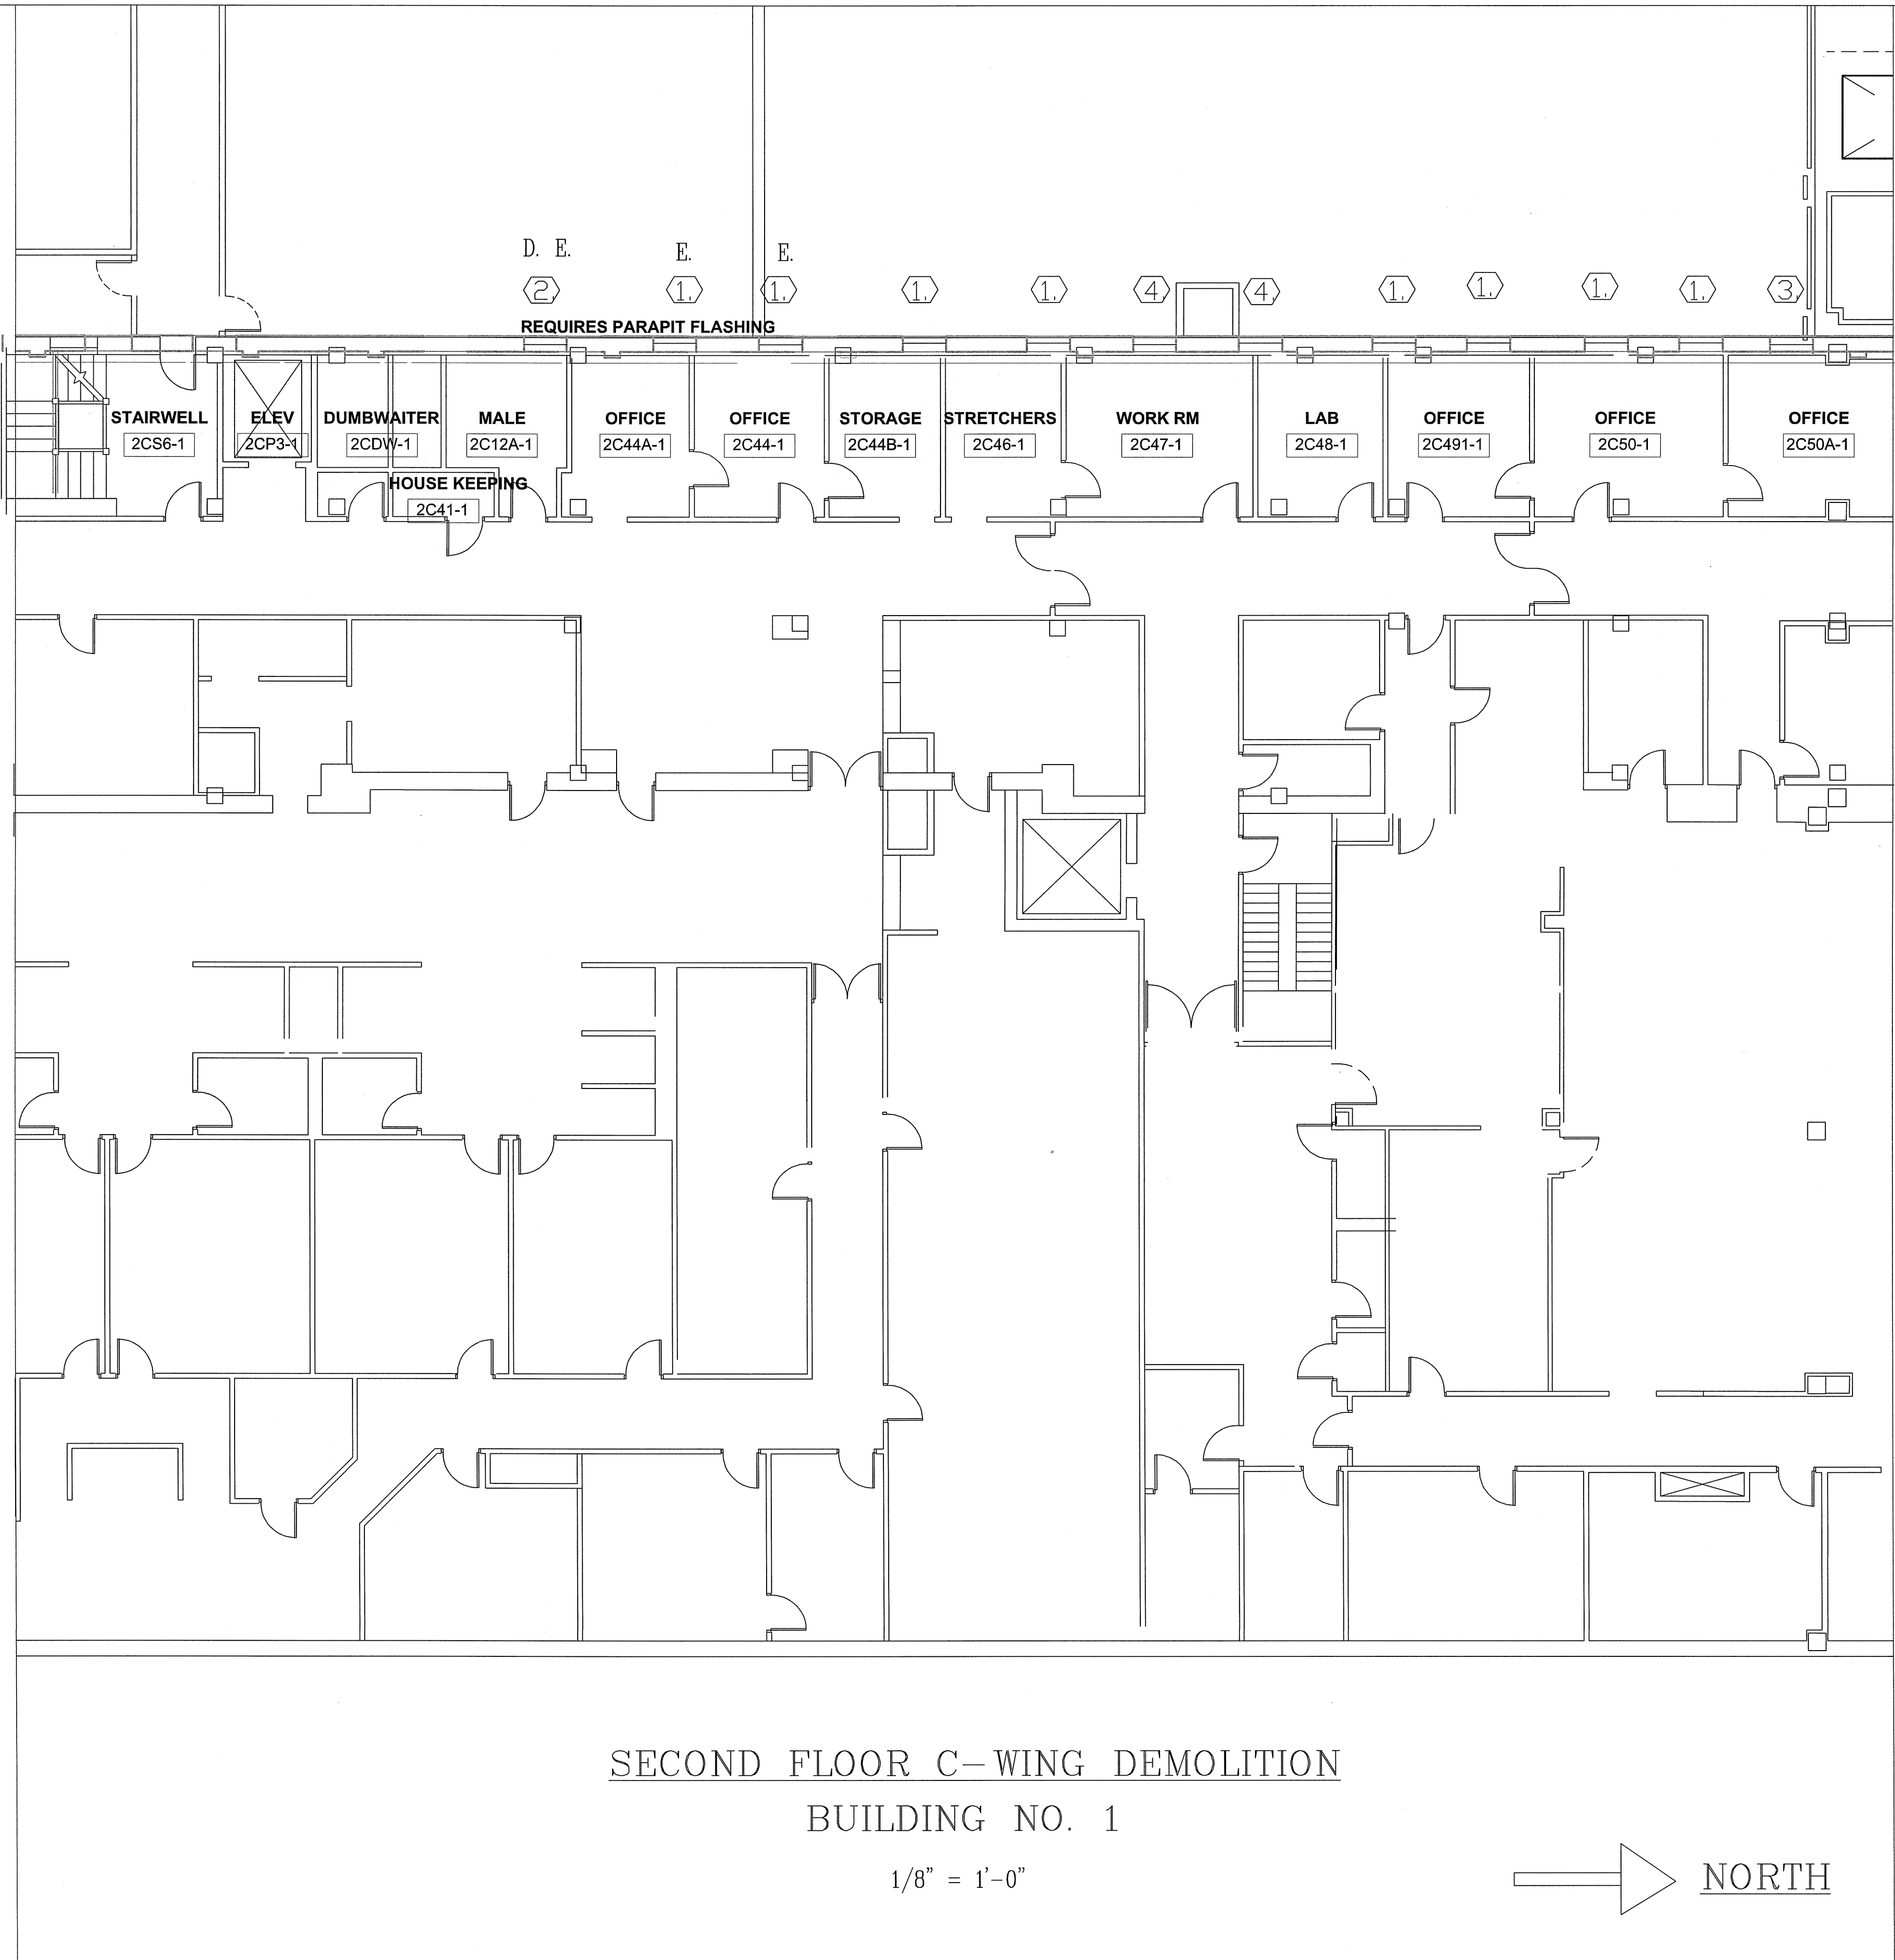 D. E. E. E.
2. 1. 1. 1. 1. 4. 4. 1. 1. 1. 1. 3.
REQUIRES PARAPIT FLASHING
STAIRWELL ELEV DUMBWAITER MALE OFFICE OFFICE STORAGE STRETCHERS WORK RM LAB OFFICE OFFICE OFFICE
2CS6-1 2CP3-1 2CDW-1 2C12A-1 2C44A-1 2C44-1 2C44B-1 2C46-1 2C47-1 2C48-1 2C491-1 2C50-1 2C50A-1
HOUSE KEEPING
2C41-1
SECOND FLOOR C-WING DEMOLITION
BUILDING NO. 1
1/8" = 1'-0"
NORTH